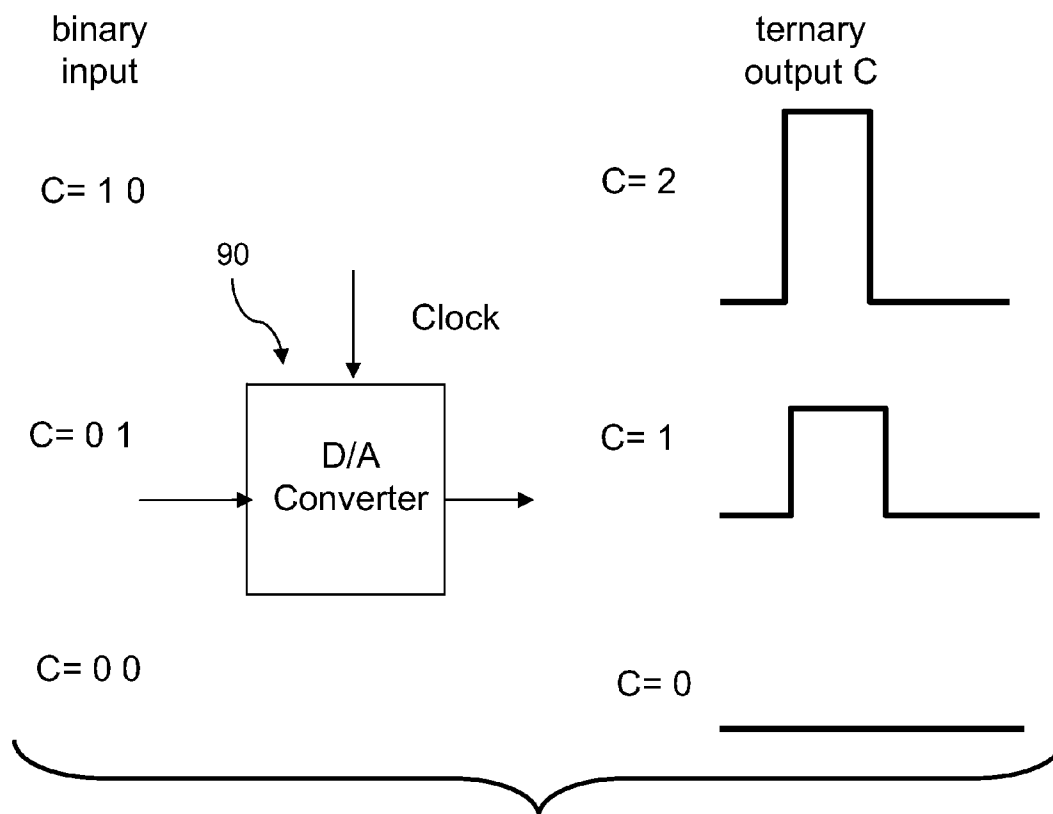 binary
input
ternary
output C
C= 1 0
C= 2
90
Clock
C= 0 1
C= 1
D/A
Converter
C= 0 0
C= 0